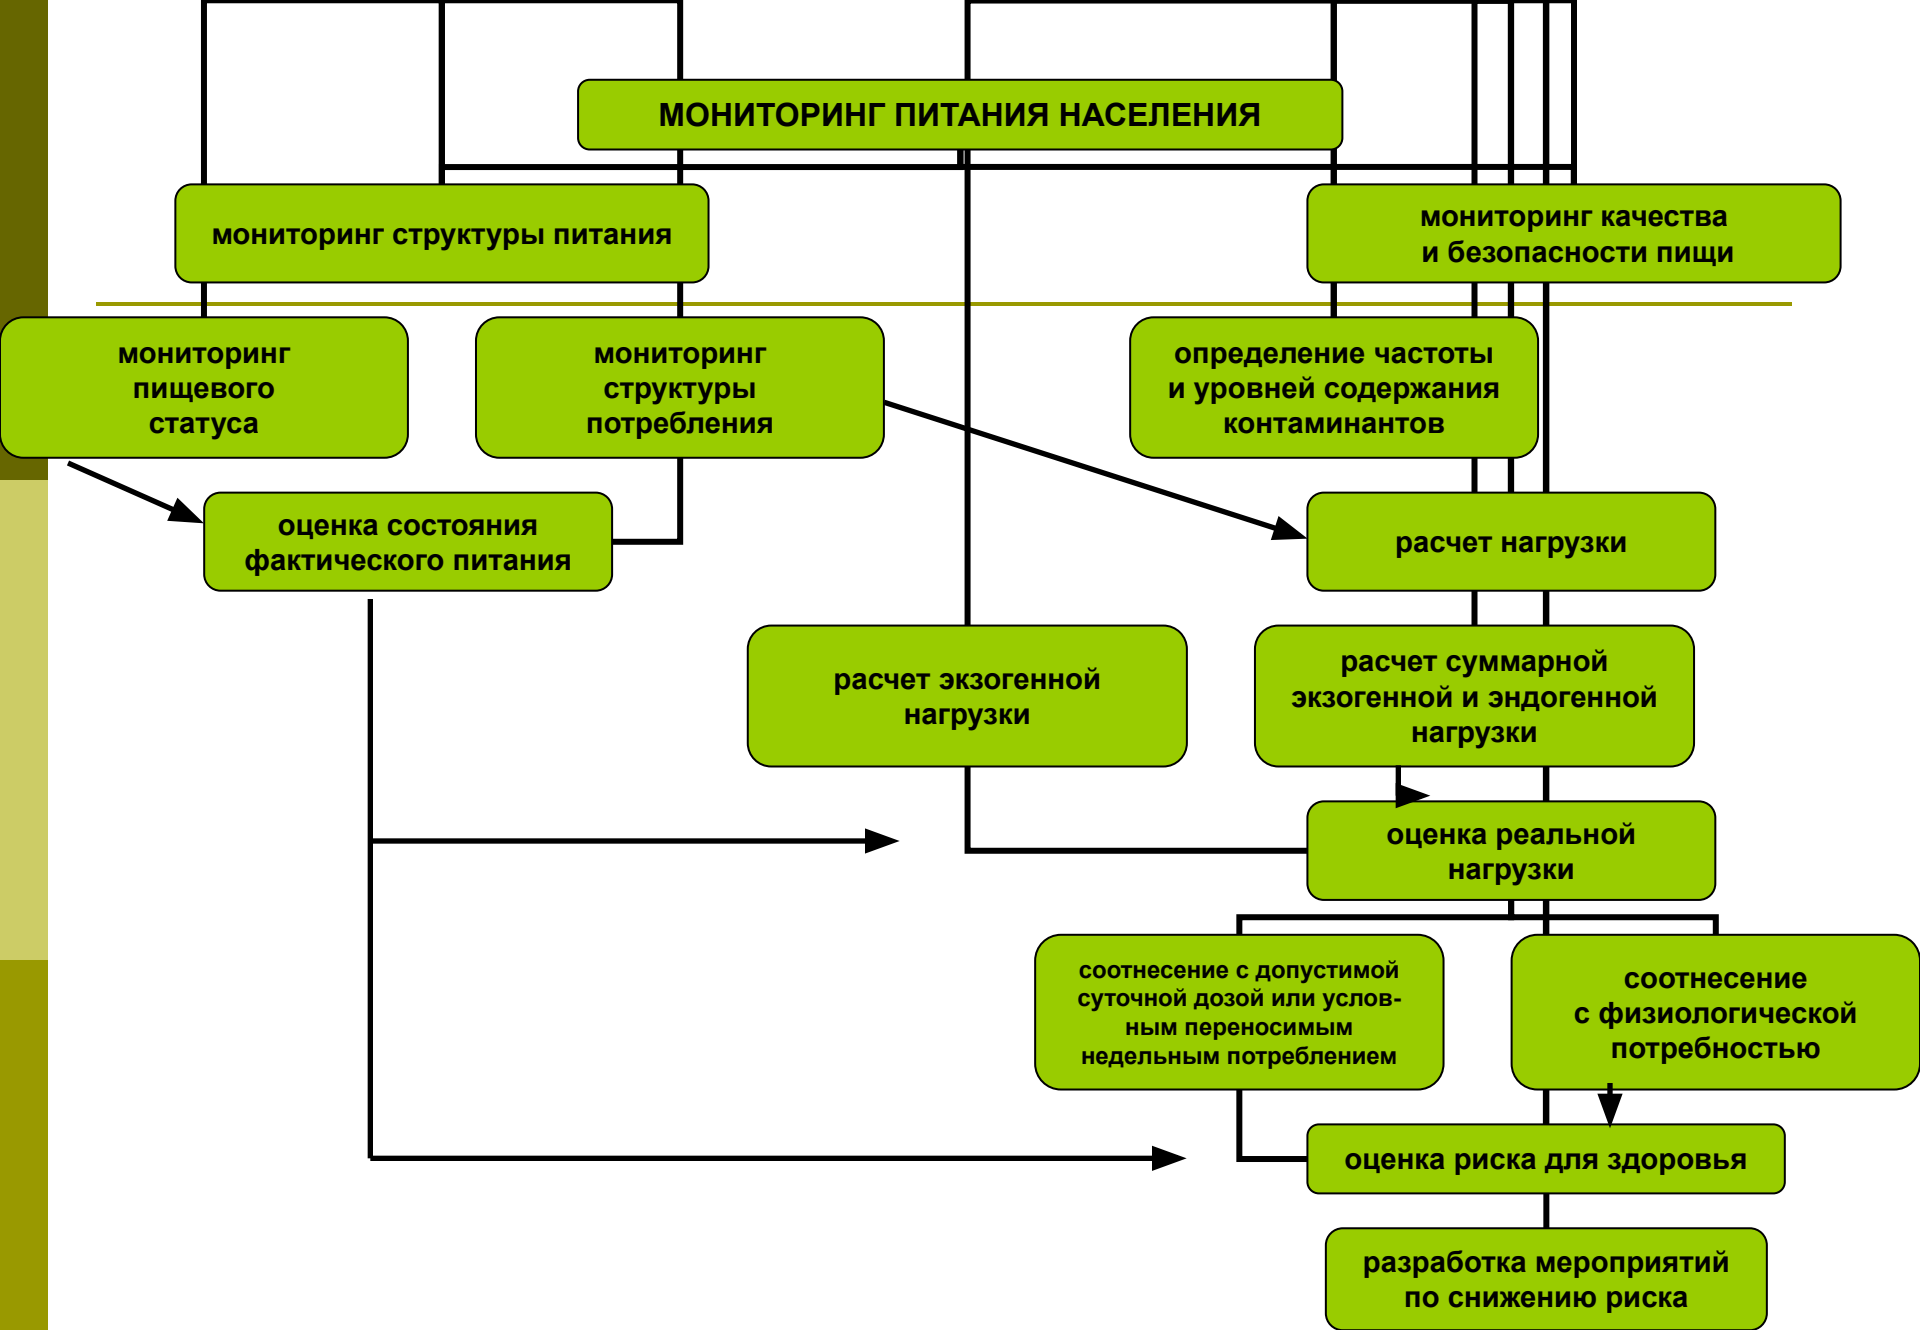 МОНИТОРИНГ ПИТАНИЯ НАСЕЛЕНИЯ
мониторинг структуры питания
мониторинг качества
и безопасности пищи
мониторинг
пищевого
статуса
мониторинг
структуры
потребления
определение частоты
и уровней содержания
контаминантов
оценка состояния
фактического питания
расчет нагрузки
расчет экзогенной
нагрузки
расчет суммарной
экзогенной и эндогенной
нагрузки
оценка реальной
нагрузки
соотнесение с допустимой
суточной дозой или услов-
ным переносимым
недельным потреблением
соотнесение
с физиологической
потребностью
оценка риска для здоровья
разработка мероприятий
по снижению риска